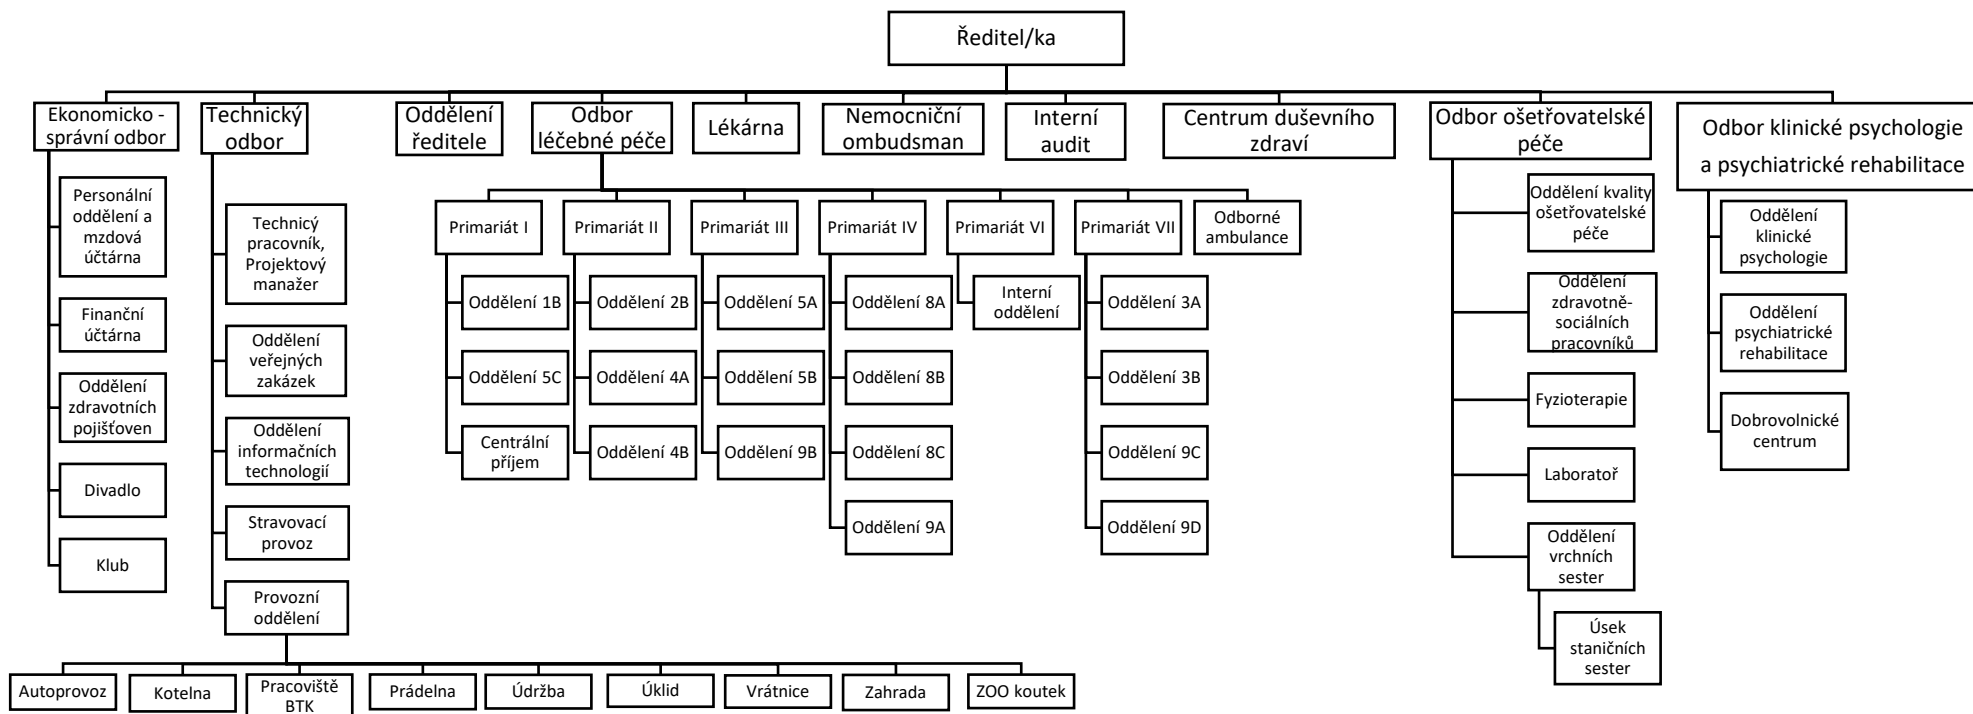 Ředitel/ka
Ekonomicko -
správní odbor
Technický
odbor
Oddělení
ředitele
Odbor
léčebné péče
Lékárna
Nemocniční
ombudsman
Interní
audit
Centrum duševního
zdraví
Odbor ošetřovatelské
péče
Odbor klinické psychologie
a psychiatrické rehabilitace
Personální
oddělení a
mzdová
účtárna
Finanční
účtárna
Oddělení
zdravotních
pojišťoven
Divadlo
Klub
Technicý
pracovník,
Projektový
manažer
Oddělení
veřejných
zakázek
Oddělení
informačních
technologií
Stravovací
provoz
Provozní
oddělení
Autoprovoz
Kotelna
Pracoviště
BTK
Prádelna
Údržba
Úklid
Vrátnice
Zahrada
ZOO koutek
Primariát I
Oddělení 1B
Oddělení 5C
Centrální
příjem
Primariát II
Oddělení 2B
Oddělení 4A
Oddělení 4B
Primariát III
Oddělení 5A
Oddělení 5B
Oddělení 9B
Primariát IV
Oddělení 8A
Oddělení 8B
Oddělení 8C
Oddělení 9A
Primariát VI
Interní
oddělení
Primariát VII
Oddělení 3A
Oddělení 3B
Oddělení 9C
Oddělení 9D
Odborné
ambulance
Oddělení kvality
ošetřovatelské
péče
Oddělení
zdravotně-
sociálních
pracovníků
Fyzioterapie
Laboratoř
Oddělení
vrchních
sester
Úsek
staničních
sester
Oddělení
klinické
psychologie
Oddělení
psychiatrické
rehabilitace
Dobrovolnické
centrum